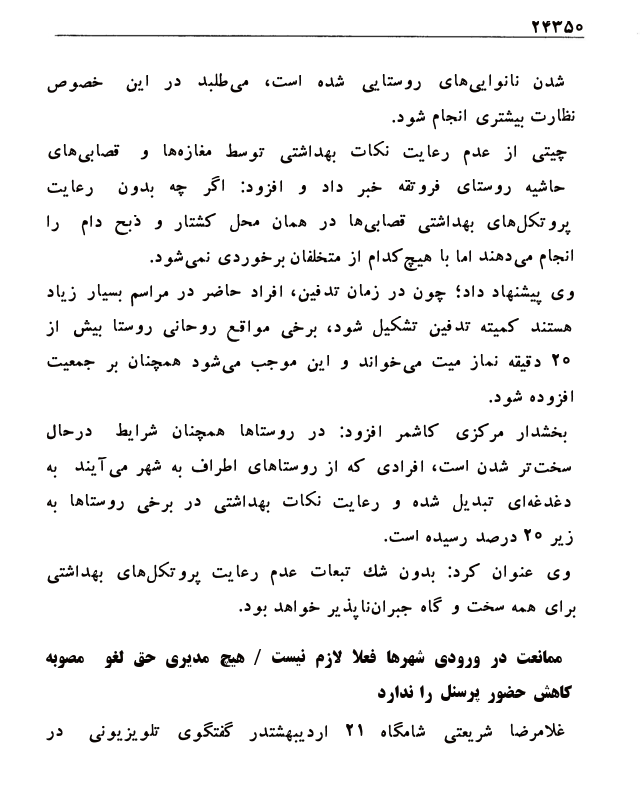 ۲۴۳۵۰
شدن نانوایی‌های روستایی شده است، می‌طلبد در این خصوص
نظارت بیشتری انجام شود.
چیتی از عدم رعایت نکات بهداشتی توسط مغازه‌ها و قصابی‌های
حاشیه روستای فروتقه خبر داد و افزود: اگر چه بدون رعایت
پروتکل‌های بهداشتی قصابی‌ها در همان محل کشتار و ذبح دام را
انجام می‌دهند اما با هیچ‌کدام از متخلفان برخوردی نمی‌شود.
وی پیشنهاد داد؛ چون در زمان تدفین، افراد حاضر در مراسم بسیار زیاد
هستند کمیته تدفین تشکیل شود، برخی مواقع روحانی روستا بیش از
۲۰ دقیقه نماز میت می‌خواند و این موجب می‌شود همچنان بر جمعیت
افزوده شود.
بخشدار مرکزی کاشمر افزود: در روستاها همچنان شرایط درحال
سخت‌تر شدن است، افرادی که از روستاهای اطراف به شهر می‌آیند به
دغدغه‌ای تبدیل شده و رعایت نکات بهداشتی در برخی روستاها به
زیر ۲۰ درصد رسیده است.
وی عنوان کرد: بدون شك تبعات عدم رعایت پروتکل‌های بهداشتی
برای همه سخت و گاه جبران‌ناپذیر خواهد بود.
ممانعت در ورودی شهرها فعلا لازم نیست / هیچ مدیری حق لغو مصوبه
کاهش حضور پرسنل را ندارد
غلامرضا شریعتی شامگاه ۲۱ اردیبهشتدر گفتگوی تلویزیونی در